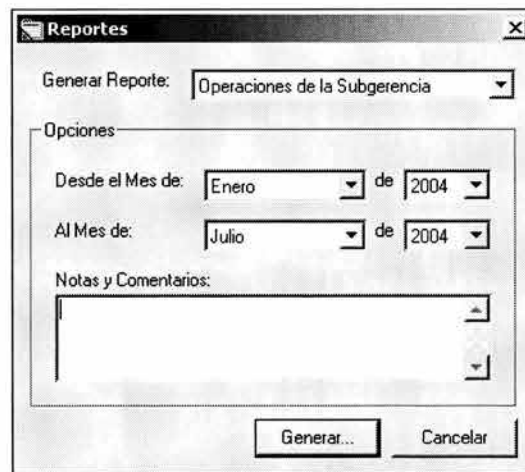 Reportes
Generar Reporte: Operaciones de la Subgerencia
Opciones
Desde el Mes de: Enero de 2004
Al Mes de: Julio de 2004
Notas y Comentarios:
Generar... Cancelar